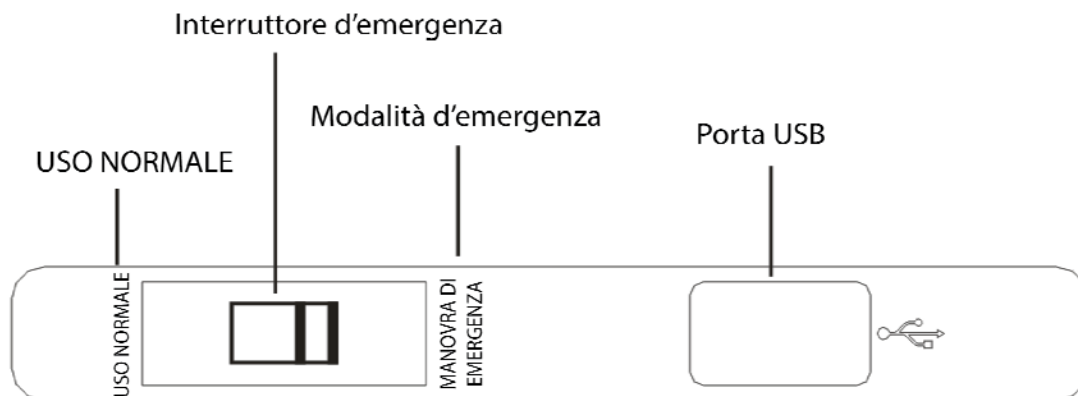 Interruttore d’emergenza
Modalità d’emergenza
Porta USB
USO NORMALE
USO NORMALE
MANOVRA DI
EMERGENZA